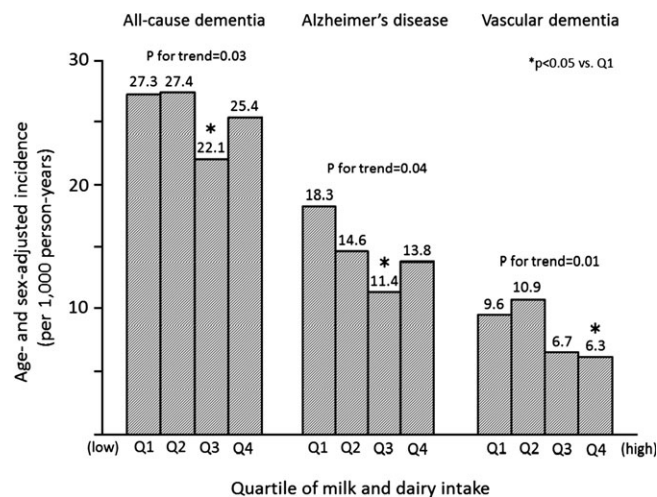 All-cause dementia
Alzheimer’s disease
Vascular dementia
P for trend=0.03
*p<0.05 vs. Q1
30
27.3
27.4
*
22.1
25.4
P for trend=0.04
20
18.3
14.6
*
11.4
13.8
P for trend=0.01
10
9.6
10.9
6.7
*
6.3
Age- and sex-adjusted incidence
(per 1,000 person-years)
(low) Q1 Q2 Q3 Q4 Q1 Q2 Q3 Q4 Q1 Q2 Q3 Q4 (high)
Quartile of milk and dairy intake